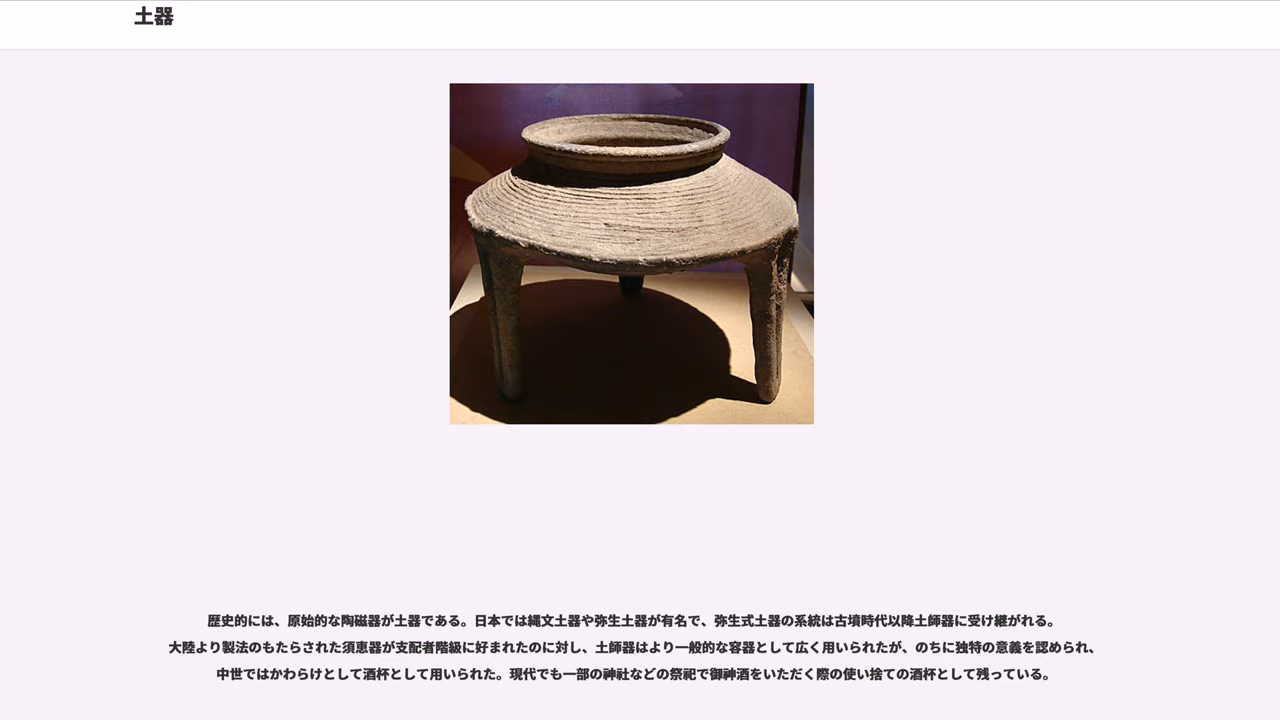 土器
歴史的には、原始的な陶磁器が土器である。日本では縄文土器や弥生土器が有名で、弥生式土器の系統は古墳時代以降土師器に受け継がれる。
大陸より製法のもたらされた須恵器が支配者階級に好まれたのに対し、土師器はより一般的な容器として広く用いられたが、のちに独特の意義を認められ、
中世ではかわらけとして酒杯として用いられた。現代でも一部の神社などの祭祀で御神酒をいただく際の使い捨ての酒杯として残っている。